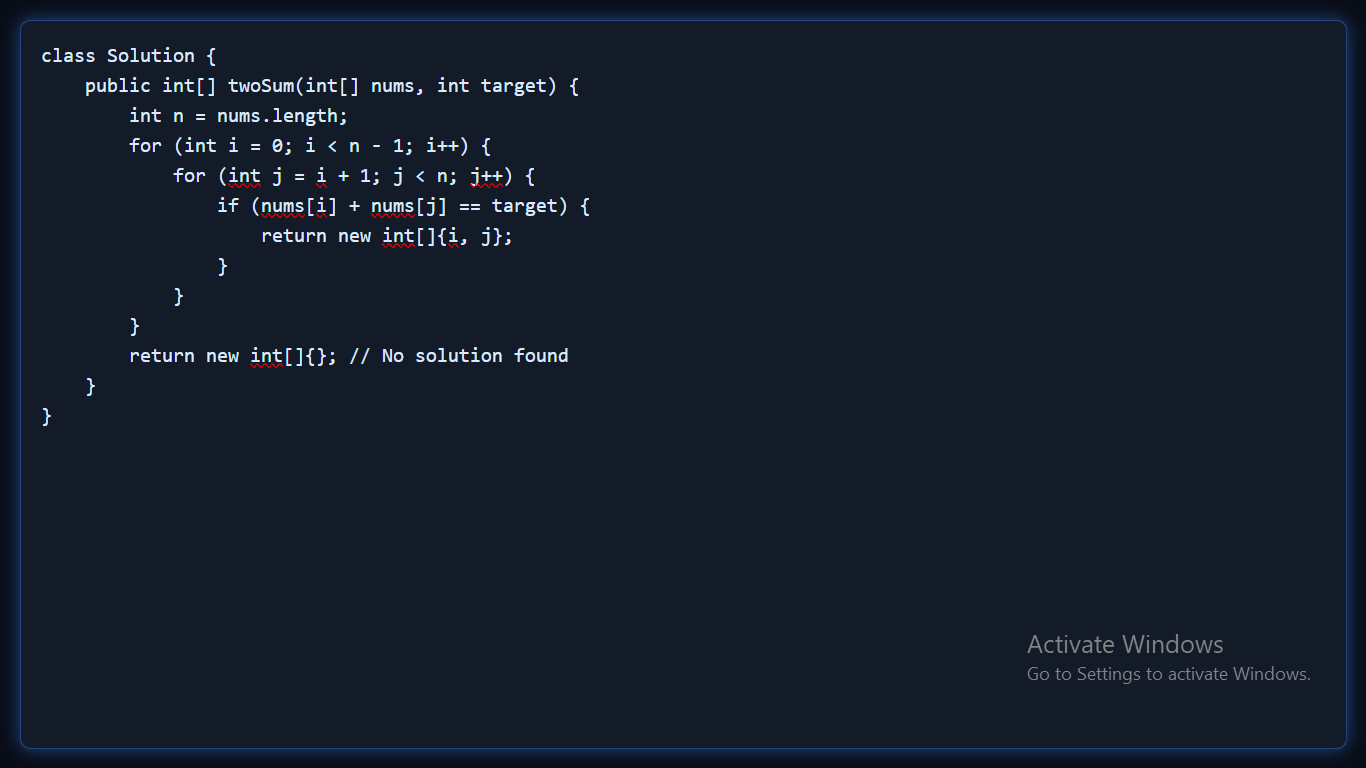 class Solution {
    public int[] twoSum(int[] nums, int target) {
        int n = nums.length;
        for (int i = 0; i < n - 1; i++) {
            for (int j = i + 1; j < n; j++) {
                if (nums[i] + nums[j] == target) {
                    return new int[]{i, j};
                }
            }
        }
        return new int[]{}; // No solution found
    }
}
Activate Windows
Go to Settings to activate Windows.